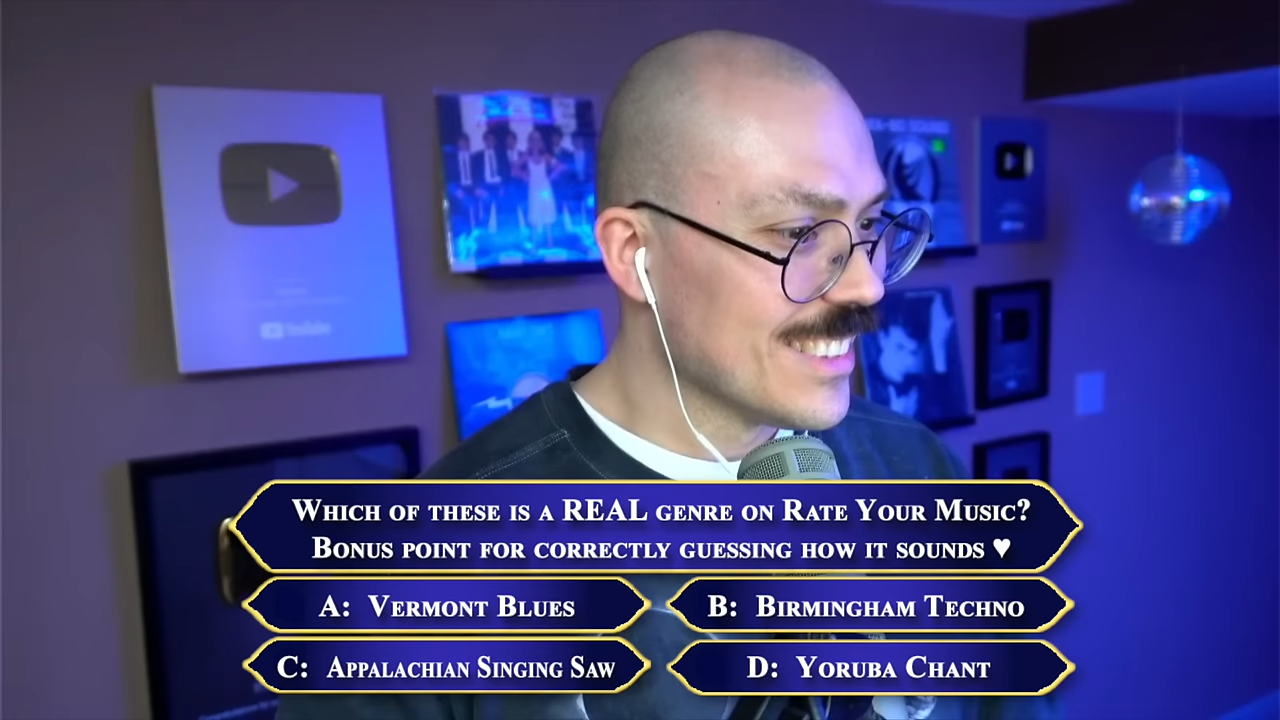 Which of these is a REAL genre on Rate Your Music?
Bonus point for correctly guessing how it sounds ♥
A: Vermont Blues
B: Birmingham Techno
C: Appalachian Singing Saw
D: Yoruba Chant
YouTube